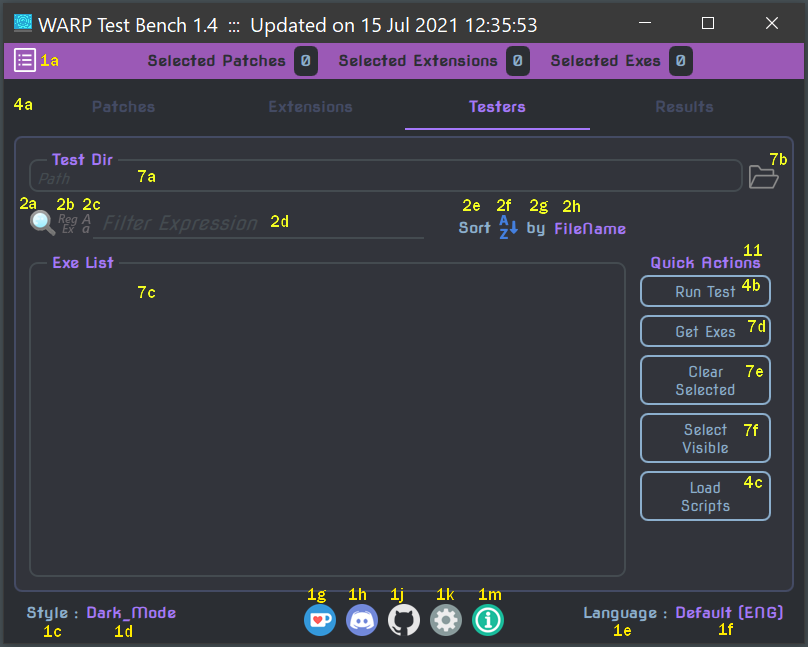 WARP Test Bench 1.4 ::: Updated on 15 Jul 2021 12:35:53
1a Selected Patches 0 Selected Extensions 0 Selected Exes 0
4a Patches Extensions Testers Results
Test Dir
Path 7a 7b
2a 2b 2c 2e 2f 2g 2h
Reg Ex Aa Filter Expression 2d Sort AZ by FileName
Exe List
7c
11
Quick Actions
Run Test 4b
Get Exes 7d
Clear 7e
Selected
Select 7f
Visible
Load 4c
Scripts
1g 1h 1j 1k 1m
Style : Dark_Mode Language : Default (ENG)
1c 1d 1e 1f